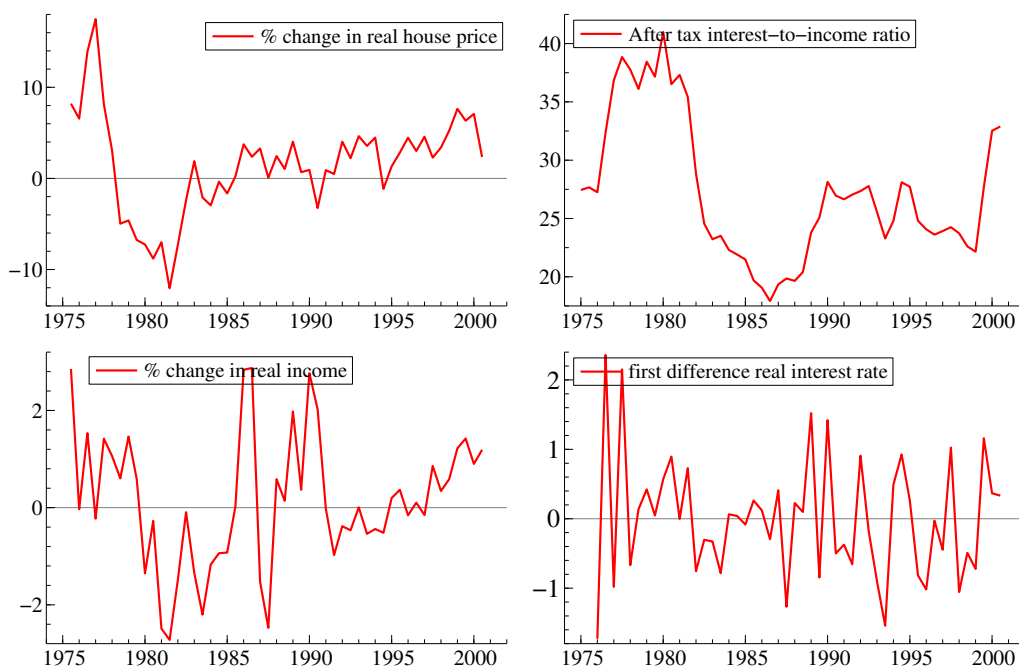 % change in real house price
10
0
−10
1975 1980 1985 1990 1995 2000
After tax interest−to−income ratio
40
35
30
25
20
1975 1980 1985 1990 1995 2000
% change in real income
2
0
−2
1975 1980 1985 1990 1995 2000
first difference real interest rate
2
1
0
−1
1975 1980 1985 1990 1995 2000